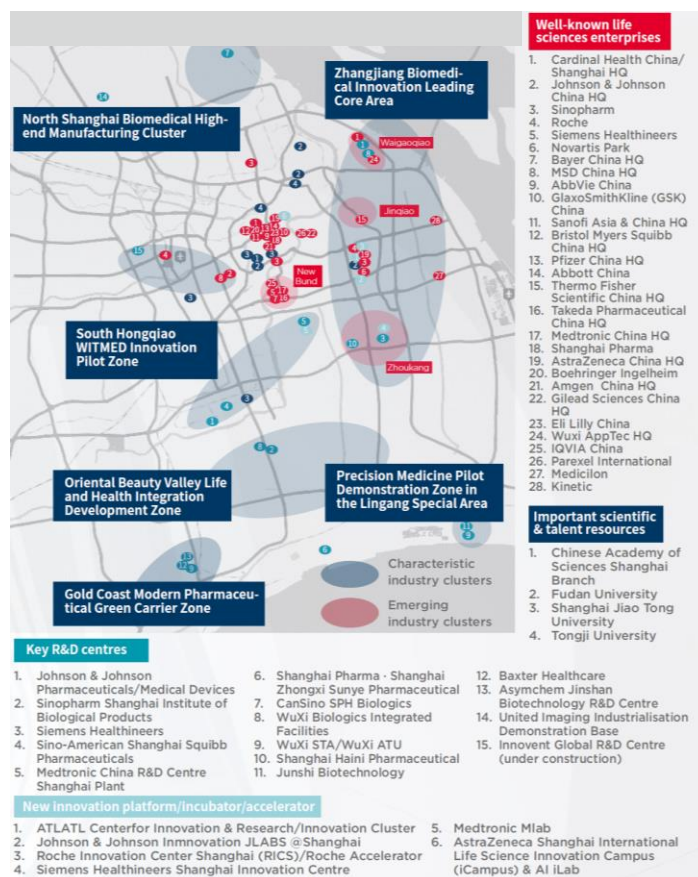 Zhangjiang Biomedi-
cal Innovation Leading
Core Area
North Shanghai Biomedical High-
end Manufacturing Cluster
Waigaoqiao
Jinqiao
New
Bund
South Hongqiao
WITMED Innovation
Pilot Zone
Zhoukang
Oriental Beauty Valley Life
and Health Integration
Development Zone
Precision Medicine Pilot
Demonstration Zone in
the Lingang Special Area
Gold Coast Modern Pharmaceu-
tical Green Carrier Zone
Characteristic
industry clusters
Emerging
industry clusters
Well-known life
sciences enterprises
1. Cardinal Health China/
Shanghai HQ
2. Johnson & Johnson
China HQ
3. Sinopharm
4. Roche
5. Siemens Healthineers
6. Novartis Park
7. Bayer China HQ
8. MSD China HQ
9. AbbVie China
10. GlaxoSmithKline (GSK)
China
11. Sanofi Asia & China HQ
12. Bristol Myers Squibb
China HQ
13. Pfizer China HQ
14. Abbott China
15. Thermo Fisher
Scientific China HQ
16. Takeda Pharmaceutical
China HQ
17. Medtronic China HQ
18. Shanghai Pharma
19. AstraZeneca China HQ
20. Boehringer Ingelheim
21. Amgen China HQ
22. Gilead Sciences China
HQ
23. Eli Lilly China
24. Wuxi AppTec HQ
25. IQVIA China
26. Parexel International
27. Medicilon
28. Kinetic
Important scientific
& talent resources
1. Chinese Academy of
Sciences Shanghai
Branch
2. Fudan University
3. Shanghai Jiao Tong
University
4. Tongji University
Key R&D centres
1. Johnson & Johnson
Pharmaceuticals/Medical Devices
2. Sinopharm Shanghai Institute of
Biological Products
3. Siemens Healthineers
4. Sino-American Shanghai Squibb
Pharmaceuticals
5. Medtronic China R&D Centre
Shanghai Plant
6. Shanghai Pharma · Shanghai
Zhongxi Sunye Pharmaceutical
7. CanSino SPH Biologics
8. WuXi Biologics Integrated
Facilities
9. WuXi STA/WuXi ATU
10. Shanghai Haini Pharmaceutical
11. Junshi Biotechnology
12. Baxter Healthcare
13. Asymchem Jinshan
Biotechnology R&D Centre
14. United Imaging Industrialisation
Demonstration Base
15. Innovent Global R&D Centre
(under construction)
New innovation platform/incubator/accelerator
1. ATLATL Centerfor Innovation & Research/Innovation Cluster
2. Johnson & Johnson Inmnovation JLABS @Shanghai
3. Roche Innovation Center Shanghai (RICS)/Roche Accelerator
4. Siemens Healthineers Shanghai Innovation Centre
5. Medtronic Mlab
6. AstraZeneca Shanghai International
Life Science Innovation Campus
(iCampus) & AI iLab